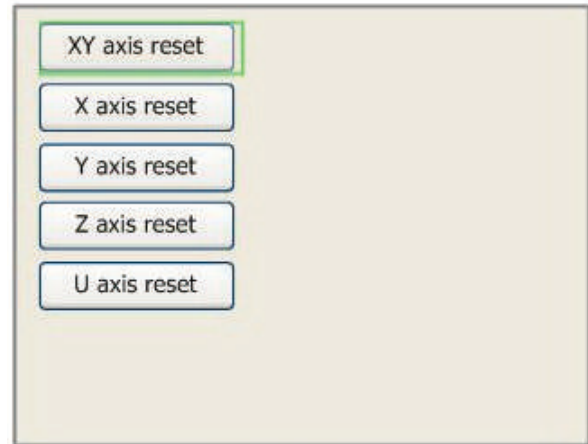 XY axis reset
X axis reset
Y axis reset
Z axis reset
U axis reset